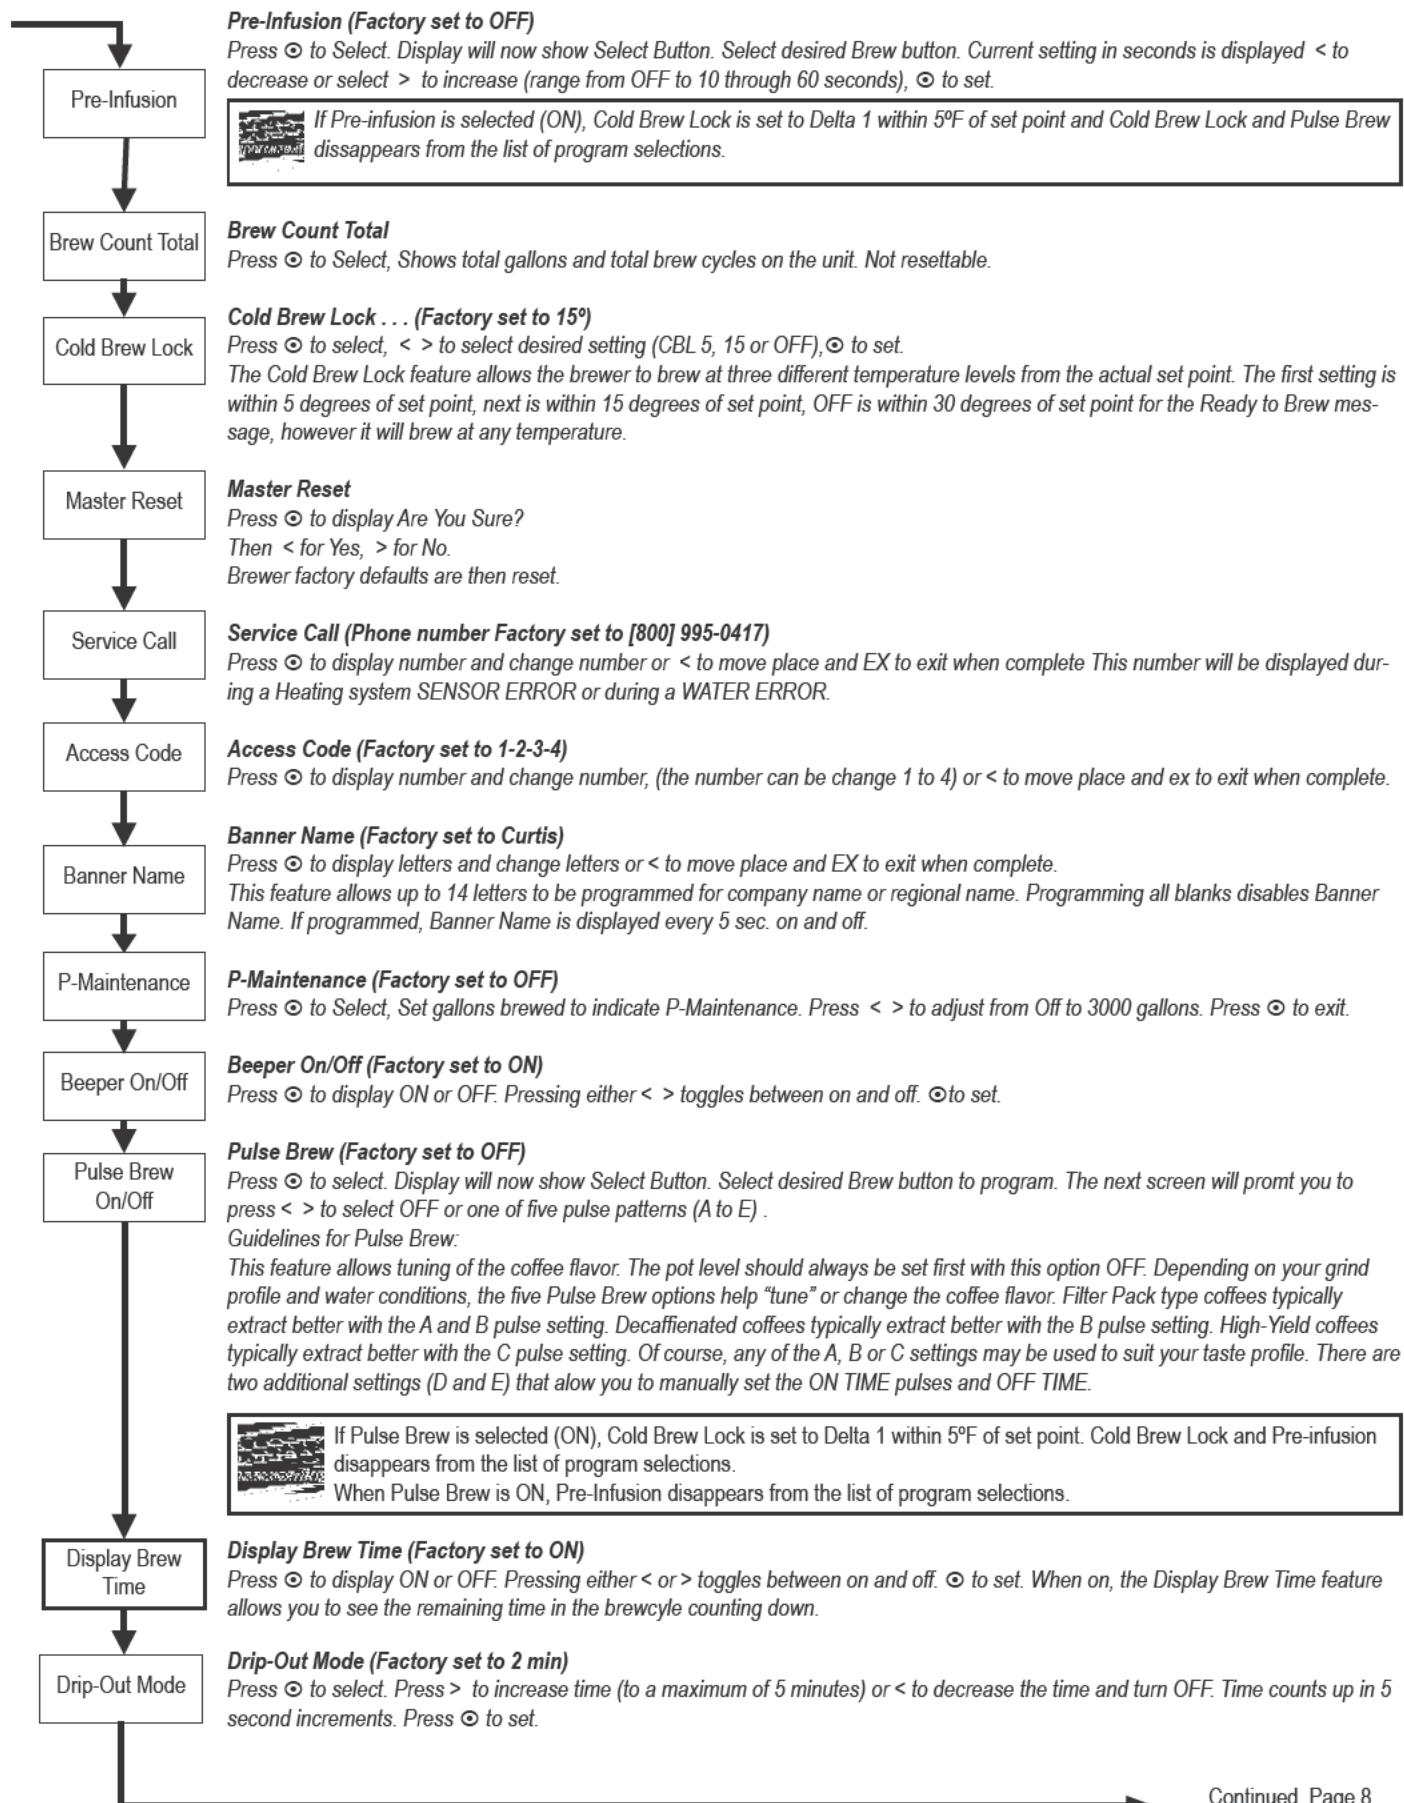 Pre-Infusion (Factory set to OFF)
Press ⊙ to Select. Display will now show Select Button. Select desired Brew button. Current setting in seconds is displayed < to
decrease or select > to increase (range from OFF to 10 through 60 seconds), ⊙ to set.
Pre-Infusion
If Pre-infusion is selected (ON), Cold Brew Lock is set to Delta 1 within 5ºF of set point and Cold Brew Lock and Pulse Brew
dissappears from the list of program selections.
Brew Count Total
Brew Count Total
Press ⊙ to Select, Shows total gallons and total brew cycles on the unit. Not resettable.
Cold Brew Lock
Cold Brew Lock . . . (Factory set to 15º)
Press ⊙ to select, < > to select desired setting (CBL 5, 15 or OFF),⊙ to set.
The Cold Brew Lock feature allows the brewer to brew at three different temperature levels from the actual set point. The first setting is
within 5 degrees of set point, next is within 15 degrees of set point, OFF is within 30 degrees of set point for the Ready to Brew mes-
sage, however it will brew at any temperature.
Master Reset
Master Reset
Press ⊙ to display Are You Sure?
Then < for Yes, > for No.
Brewer factory defaults are then reset.
Service Call
Service Call (Phone number Factory set to [800] 995-0417)
Press ⊙ to display number and change number or < to move place and EX to exit when complete This number will be displayed dur-
ing a Heating system SENSOR ERROR or during a WATER ERROR.
Access Code
Access Code (Factory set to 1-2-3-4)
Press ⊙ to display number and change number, (the number can be change 1 to 4) or < to move place and ex to exit when complete.
Banner Name
Banner Name (Factory set to Curtis)
Press ⊙ to display letters and change letters or < to move place and EX to exit when complete.
This feature allows up to 14 letters to be programmed for company name or regional name. Programming all blanks disables Banner
Name. If programmed, Banner Name is displayed every 5 sec. on and off.
P-Maintenance
P-Maintenance (Factory set to OFF)
Press ⊙ to Select, Set gallons brewed to indicate P-Maintenance. Press < > to adjust from Off to 3000 gallons. Press ⊙ to exit.
Beeper On/Off
Beeper On/Off (Factory set to ON)
Press ⊙ to display ON or OFF. Pressing either < > toggles between on and off. ⊙to set.
Pulse Brew
On/Off
Pulse Brew (Factory set to OFF)
Press ⊙ to select. Display will now show Select Button. Select desired Brew button to program. The next screen will promt you to
press < > to select OFF or one of five pulse patterns (A to E) .
Guidelines for Pulse Brew:
This feature allows tuning of the coffee flavor. The pot level should always be set first with this option OFF. Depending on your grind
profile and water conditions, the five Pulse Brew options help “tune” or change the coffee flavor. Filter Pack type coffees typically
extract better with the A and B pulse setting. Decaffienated coffees typically extract better with the B pulse setting. High-Yield coffees
typically extract better with the C pulse setting. Of course, any of the A, B or C settings may be used to suit your taste profile. There are
two additional settings (D and E) that alow you to manually set the ON TIME pulses and OFF TIME.
If Pulse Brew is selected (ON), Cold Brew Lock is set to Delta 1 within 5ºF of set point. Cold Brew Lock and Pre-infusion
disappears from the list of program selections.
When Pulse Brew is ON, Pre-Infusion disappears from the list of program selections.
Display Brew
Time
Display Brew Time (Factory set to ON)
Press ⊙ to display ON or OFF. Pressing either < or > toggles between on and off. ⊙ to set. When on, the Display Brew Time feature
allows you to see the remaining time in the brewcyle counting down.
Drip-Out Mode
Drip-Out Mode (Factory set to 2 min)
Press ⊙ to select. Press > to increase time (to a maximum of 5 minutes) or < to decrease the time and turn OFF. Time counts up in 5
second increments. Press ⊙ to set.
Continued Page 8